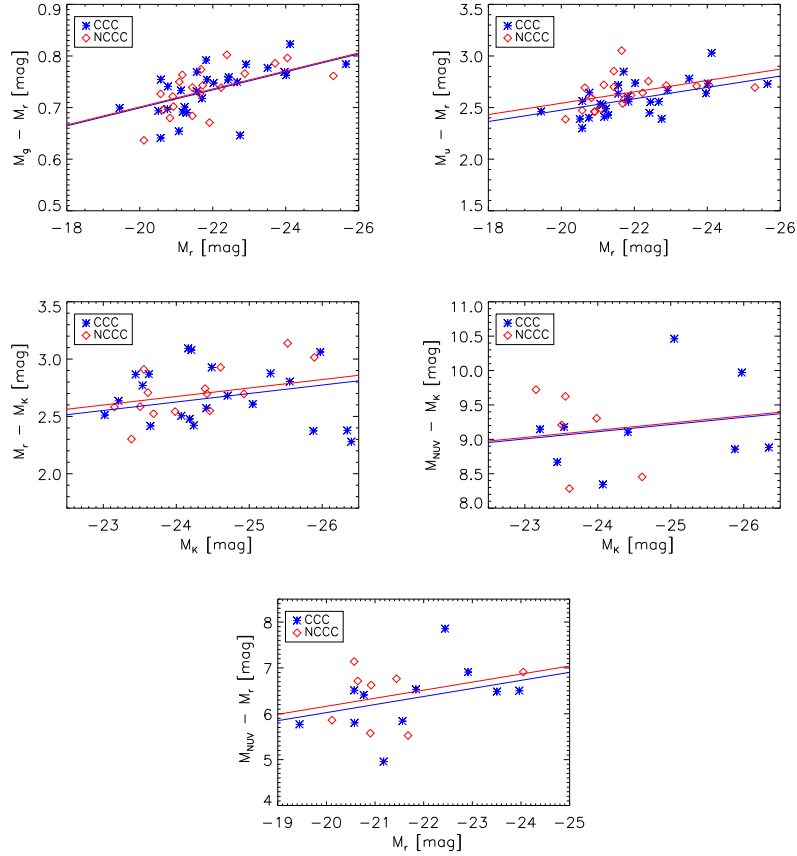 0.9
0.8
0.7
0.6
0.5
M_g − M_r [mag]
CCC
NCCC
−18 −20 −22 −24 −26
M_r [mag]
3.5
3.0
2.5
2.0
1.5
M_u − M_r [mag]
CCC
NCCC
−18 −20 −22 −24 −26
M_r [mag]
3.5
3.0
2.5
2.0
M_r − M_K [mag]
CCC
NCCC
−23 −24 −25 −26
M_K [mag]
11.0
10.5
10.0
9.5
9.0
8.5
8.0
M_NUV − M_K [mag]
CCC
NCCC
−23 −24 −25 −26
M_K [mag]
8
7
6
5
4
M_NUV − M_r [mag]
CCC
NCCC
−19 −20 −21 −22 −23 −24 −25
M_r [mag]